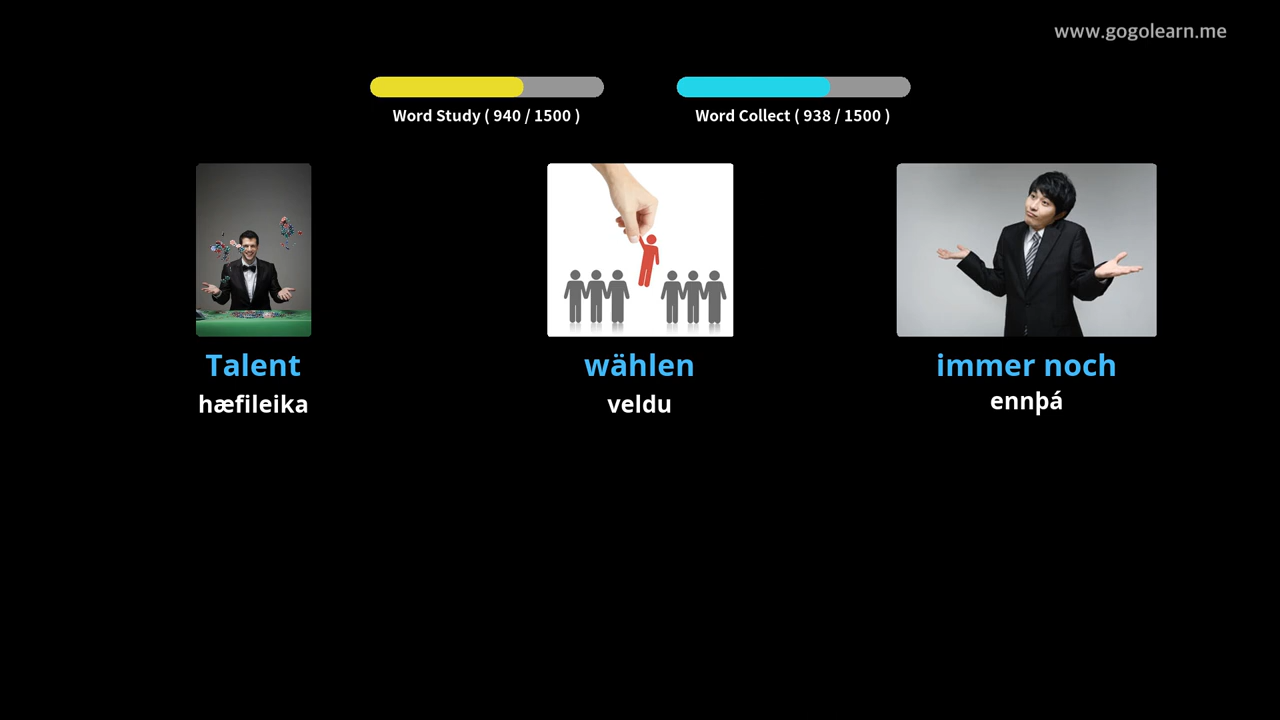 www.gogolearn.me
Word Study ( 940 / 1500 )
Word Collect ( 938 / 1500 )
Talent
hæfileika
wählen
veldu
immer noch
ennþá